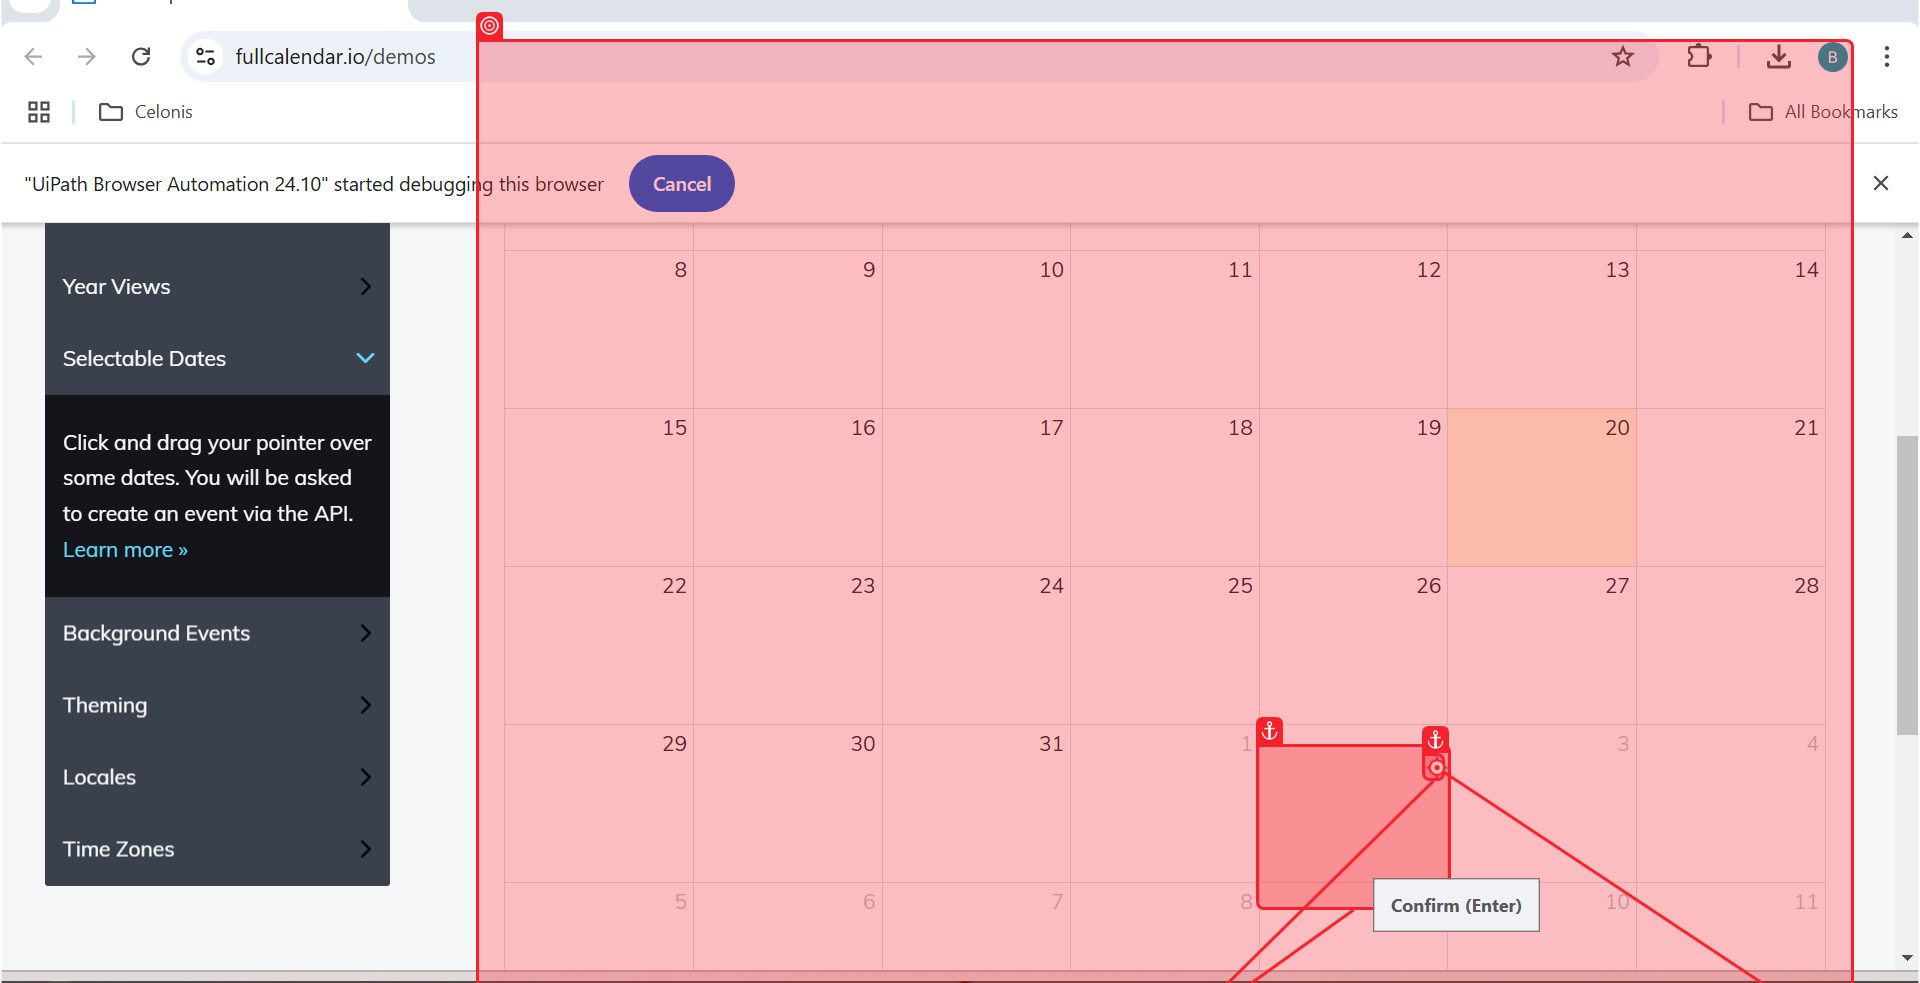 fullcalendar.io/demos
B
Celonis
All Bookmarks
"UiPath Browser Automation 24.10" started debugging this browser
Cancel
Year Views
Selectable Dates
Click and drag your pointer over
some dates. You will be asked
to create an event via the API.
Learn more »
Background Events
Theming
Locales
Time Zones
8 9 10 11 12 13 14
15 16 17 18 19 20 21
22 23 24 25 26 27 28
29 30 31 1 3 4
5 6 7 8 10 11
Confirm (Enter)